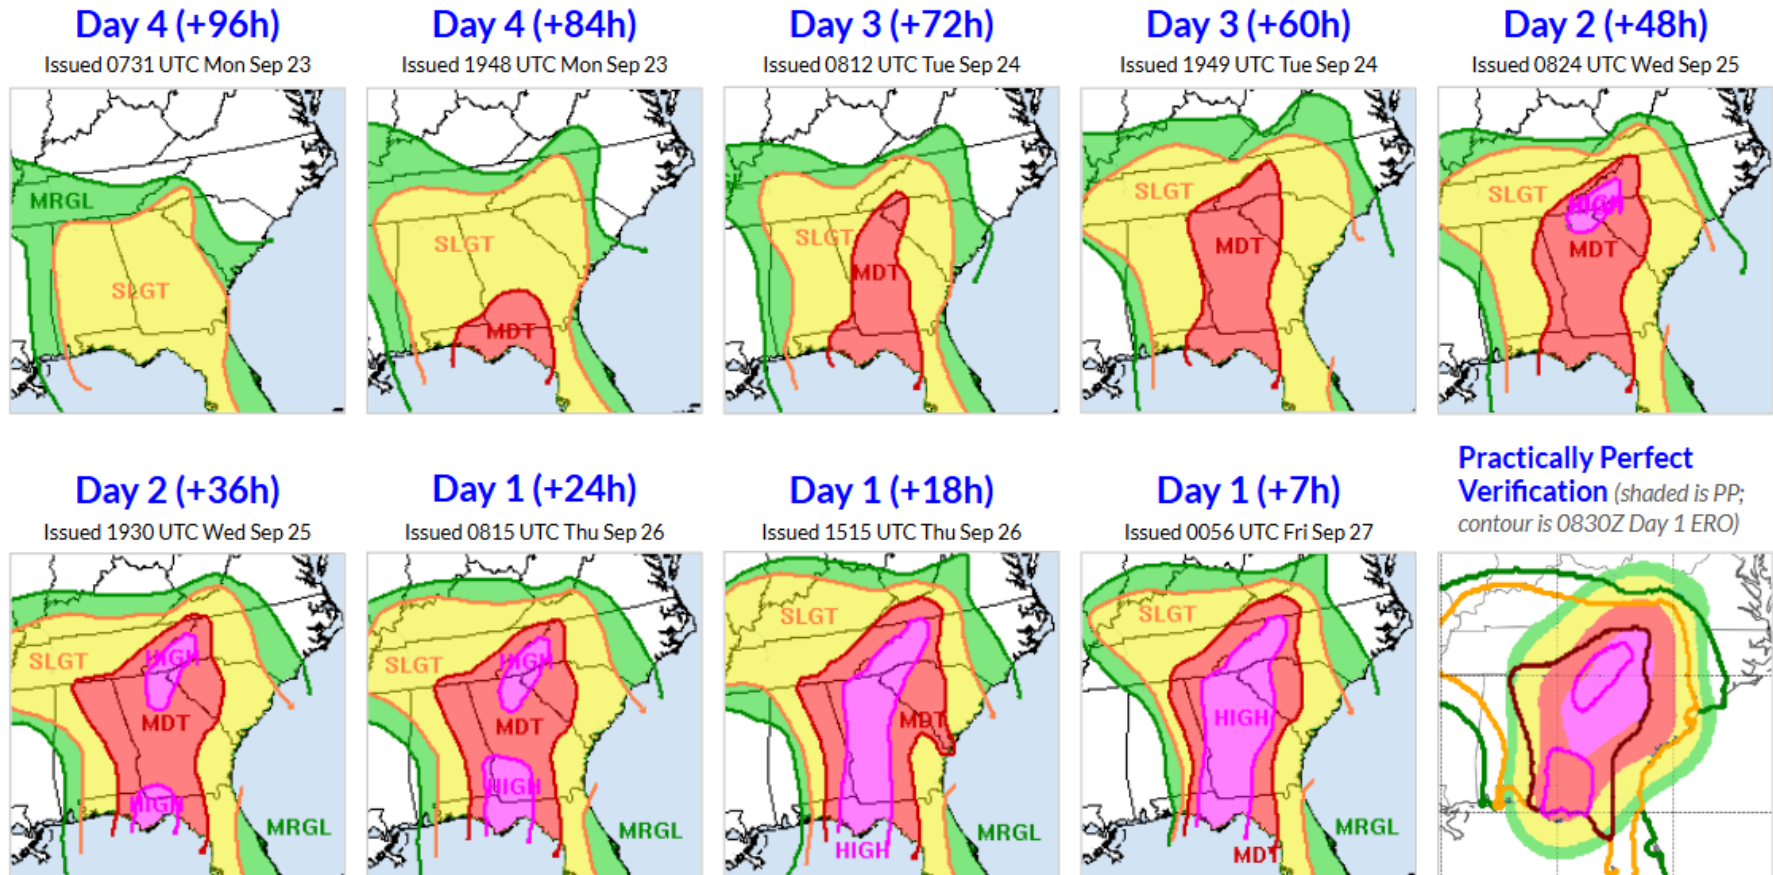 Day 4 (+96h)
Issued 0731 UTC Mon Sep 23
MRGL
SLGT
Day 4 (+84h)
Issued 1948 UTC Mon Sep 23
SLGT
MDT
Day 3 (+72h)
Issued 0812 UTC Tue Sep 24
SLGT
MDT
Day 3 (+60h)
Issued 1949 UTC Tue Sep 24
SLGT
MDT
Day 2 (+48h)
Issued 0824 UTC Wed Sep 25
SLGT
HIGH
MDT
Day 2 (+36h)
Issued 1930 UTC Wed Sep 25
SLGT
HIGH
MDT
HIGH
MRGL
Day 1 (+24h)
Issued 0815 UTC Thu Sep 26
SLGT
HIGH
MDT
HIGH
MRGL
Day 1 (+18h)
Issued 1515 UTC Thu Sep 26
SLGT
MDT
HIGH
MRGL
Day 1 (+7h)
Issued 0056 UTC Fri Sep 27
SLGT
HIGH
MRGL
MDT
Practically Perfect
Verification (shaded is PP;
contour is 0830Z Day 1 ERO)